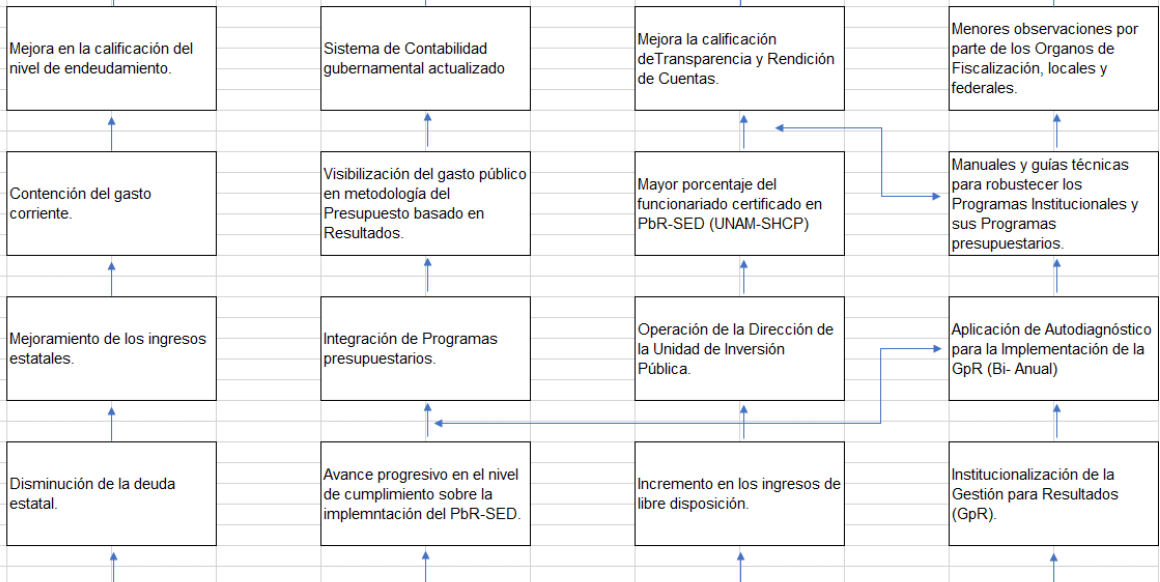 Mejora en la calificación del
nivel de endeudamiento.
Sistema de Contabilidad
gubernamental actualizado
Mejora la calificación
deTransparencia y Rendición
de Cuentas.
Menores observaciones por
parte de los Organos de
Fiscalización, locales y
federales.
Contención del gasto
corriente.
Visibilización del gasto público
en metodología del
Presupuesto basado en
Resultados.
Mayor porcentaje del
funcionariado certificado en
PbR-SED (UNAM-SHCP)
Manuales y guías técnicas
para robustecer los
Programas Institucionales y
sus Programas
presupuestarios.
Mejoramiento de los ingresos
estatales.
Integración de Programas
presupuestarios.
Operación de la Dirección de
la Unidad de Inversión
Pública.
Aplicación de Autodiagnóstico
para la Implementación de la
GpR (Bi- Anual)
Disminución de la deuda
estatal.
Avance progresivo en el nivel
de cumplimiento sobre la
implemntación del PbR-SED.
Incremento en los ingresos de
libre disposición.
Institucionalización de la
Gestión para Resultados
(GpR).